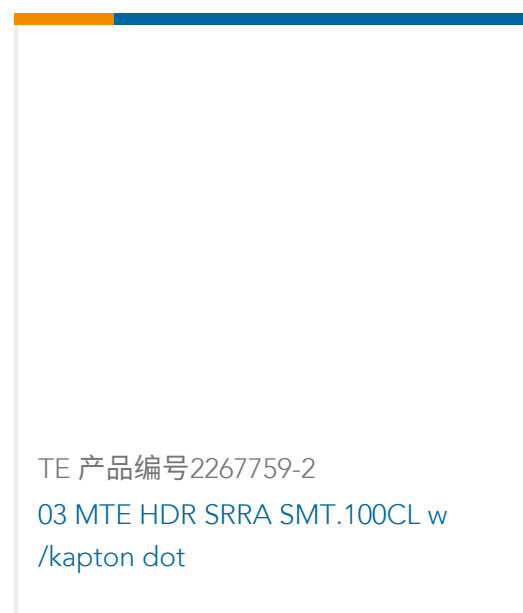 TE 产品编号2267759-2
03 MTE HDR SRRA SMT.100CL w
/kapton dot